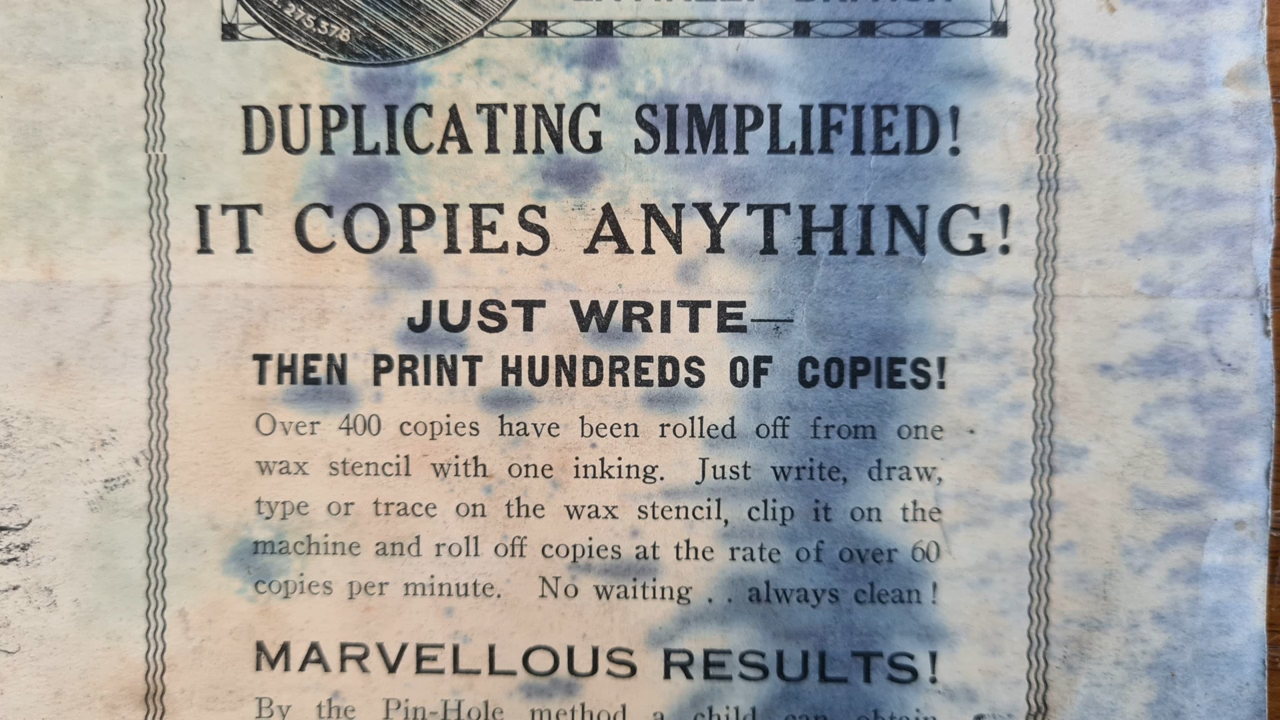 275,578
ENTIRELY BRITISH
DUPLICATING SIMPLIFIED!
IT COPIES ANYTHING!
JUST WRITE—
THEN PRINT HUNDREDS OF COPIES!
Over 400 copies have been rolled off from one
wax stencil with one inking. Just write, draw,
type or trace on the wax stencil, clip it on the
machine and roll off copies at the rate of over 60
copies per minute. No waiting . . always clean !
MARVELLOUS RESULTS!
By the Pin-Hole method a child can obtain